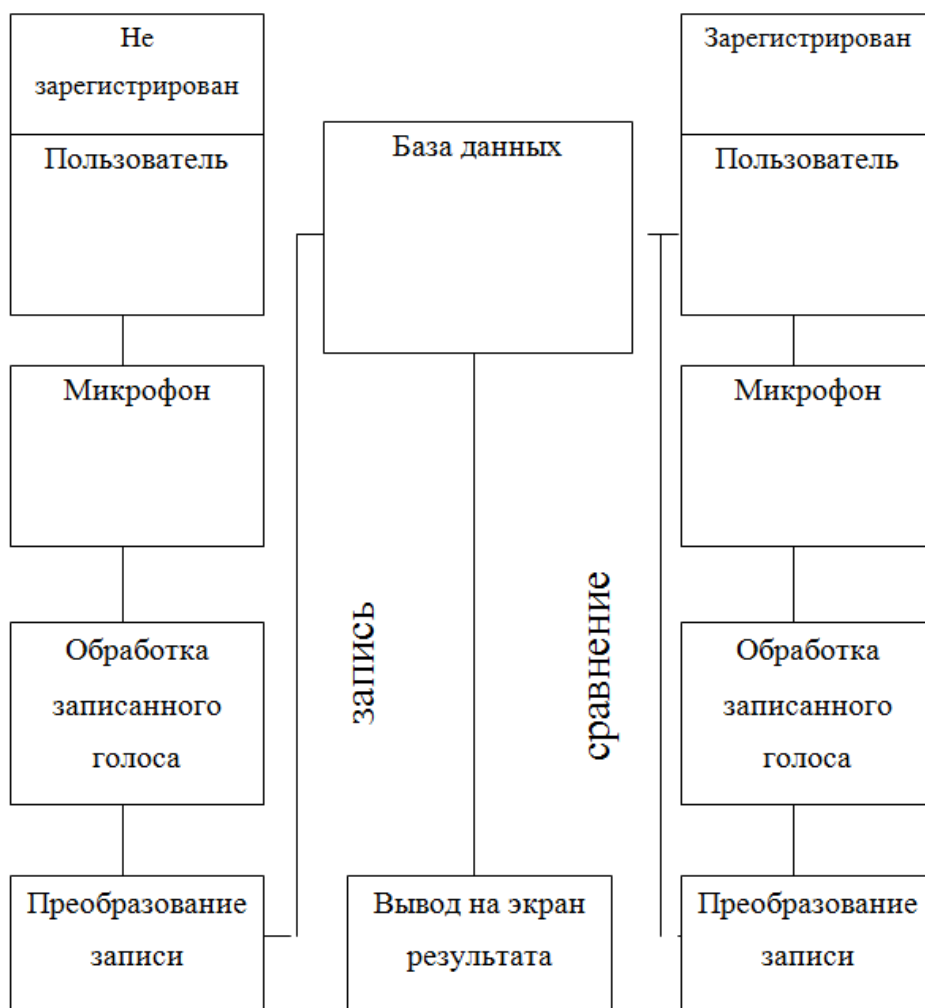 Не
зарегистрирован
Пользователь
Микрофон
Обработка
записанного
голоса
Преобразование
записи
запись
База данных
Вывод на экран
результата
сравнение
Зарегистрирован
Пользователь
Микрофон
Обработка
записанного
голоса
Преобразование
записи